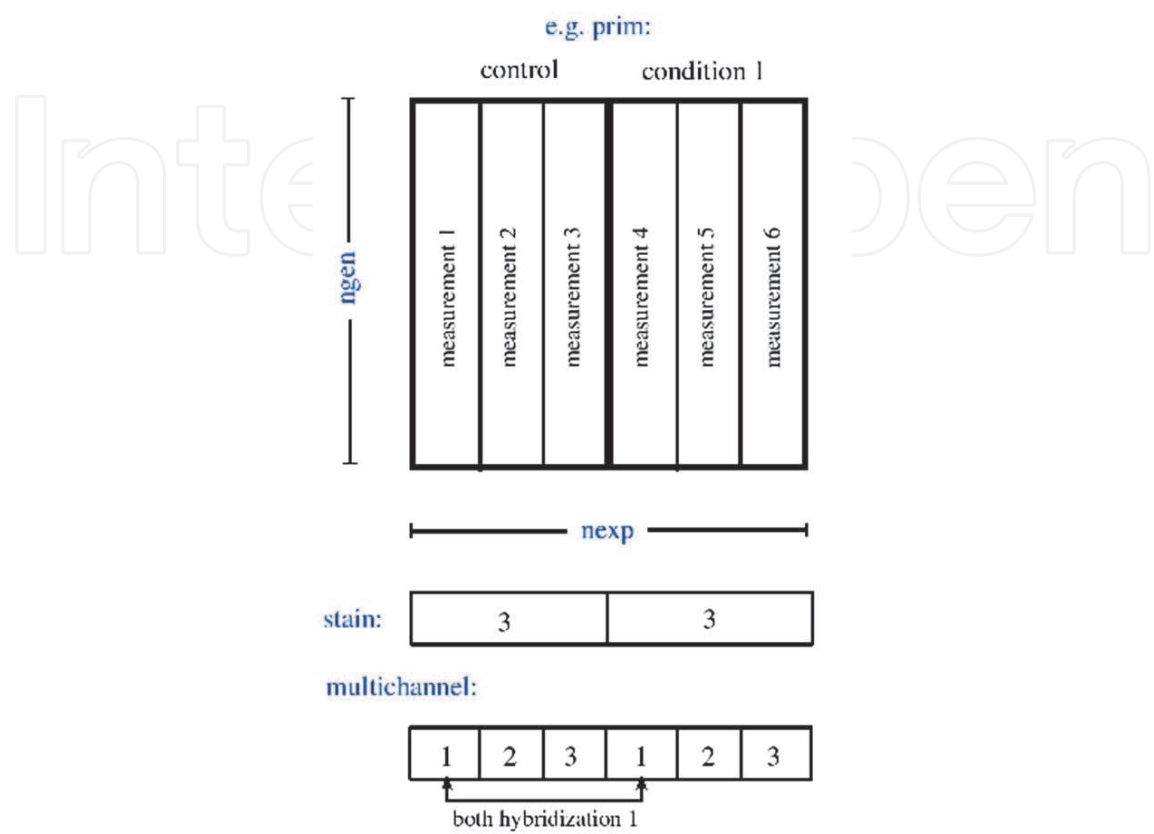 e.g. prim:
control condition 1
ngen
measurement 1
measurement 2
measurement 3
measurement 4
measurement 5
measurement 6
nexp
stain: 3 3
multichannel:
1 2 3 1 2 3
both hybridization 1